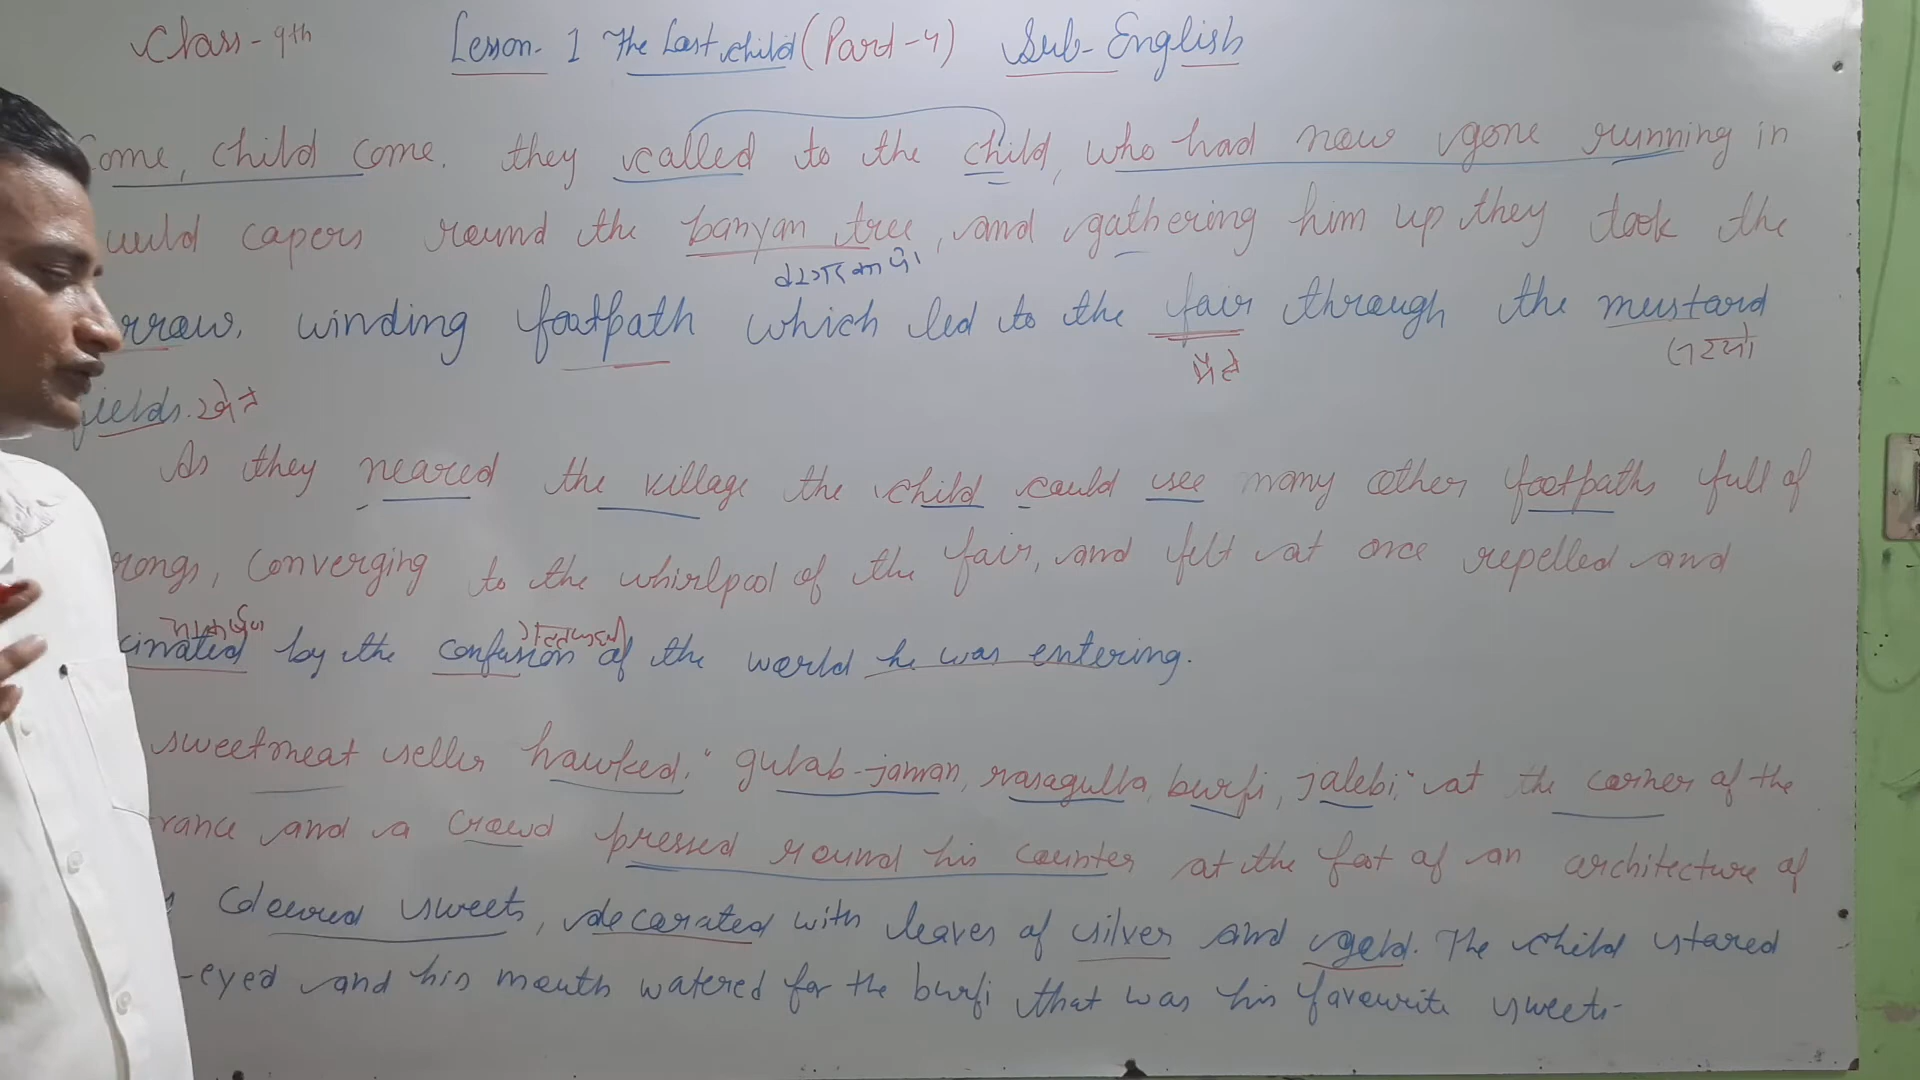 Class-9th Lesson-1 The Last child (Part-4) Sub-English
ome, child come. they called to the child, who had now gone running in
wild capers round the banyan tree, and gathering him up they took the
rrow, winding footpath which led to the fair through the mustard
fields.
As they neared the village the child could see many other footpaths full of
rongs, converging to the whirlpool of the fair, and felt at once repelled and
cinated by the confusion of the world he was entering.
sweetmeat seller hawked, "gulab-jaman, rasagulla, burfi, jalebi," at the corner of the
rance and a crowd pressed round his counter at the foot of an architecture of
coloured sweets, decorated with leaves of silver and gold. The child stared
-eyed and his mouth watered for the burfi that was his favourite sweet.